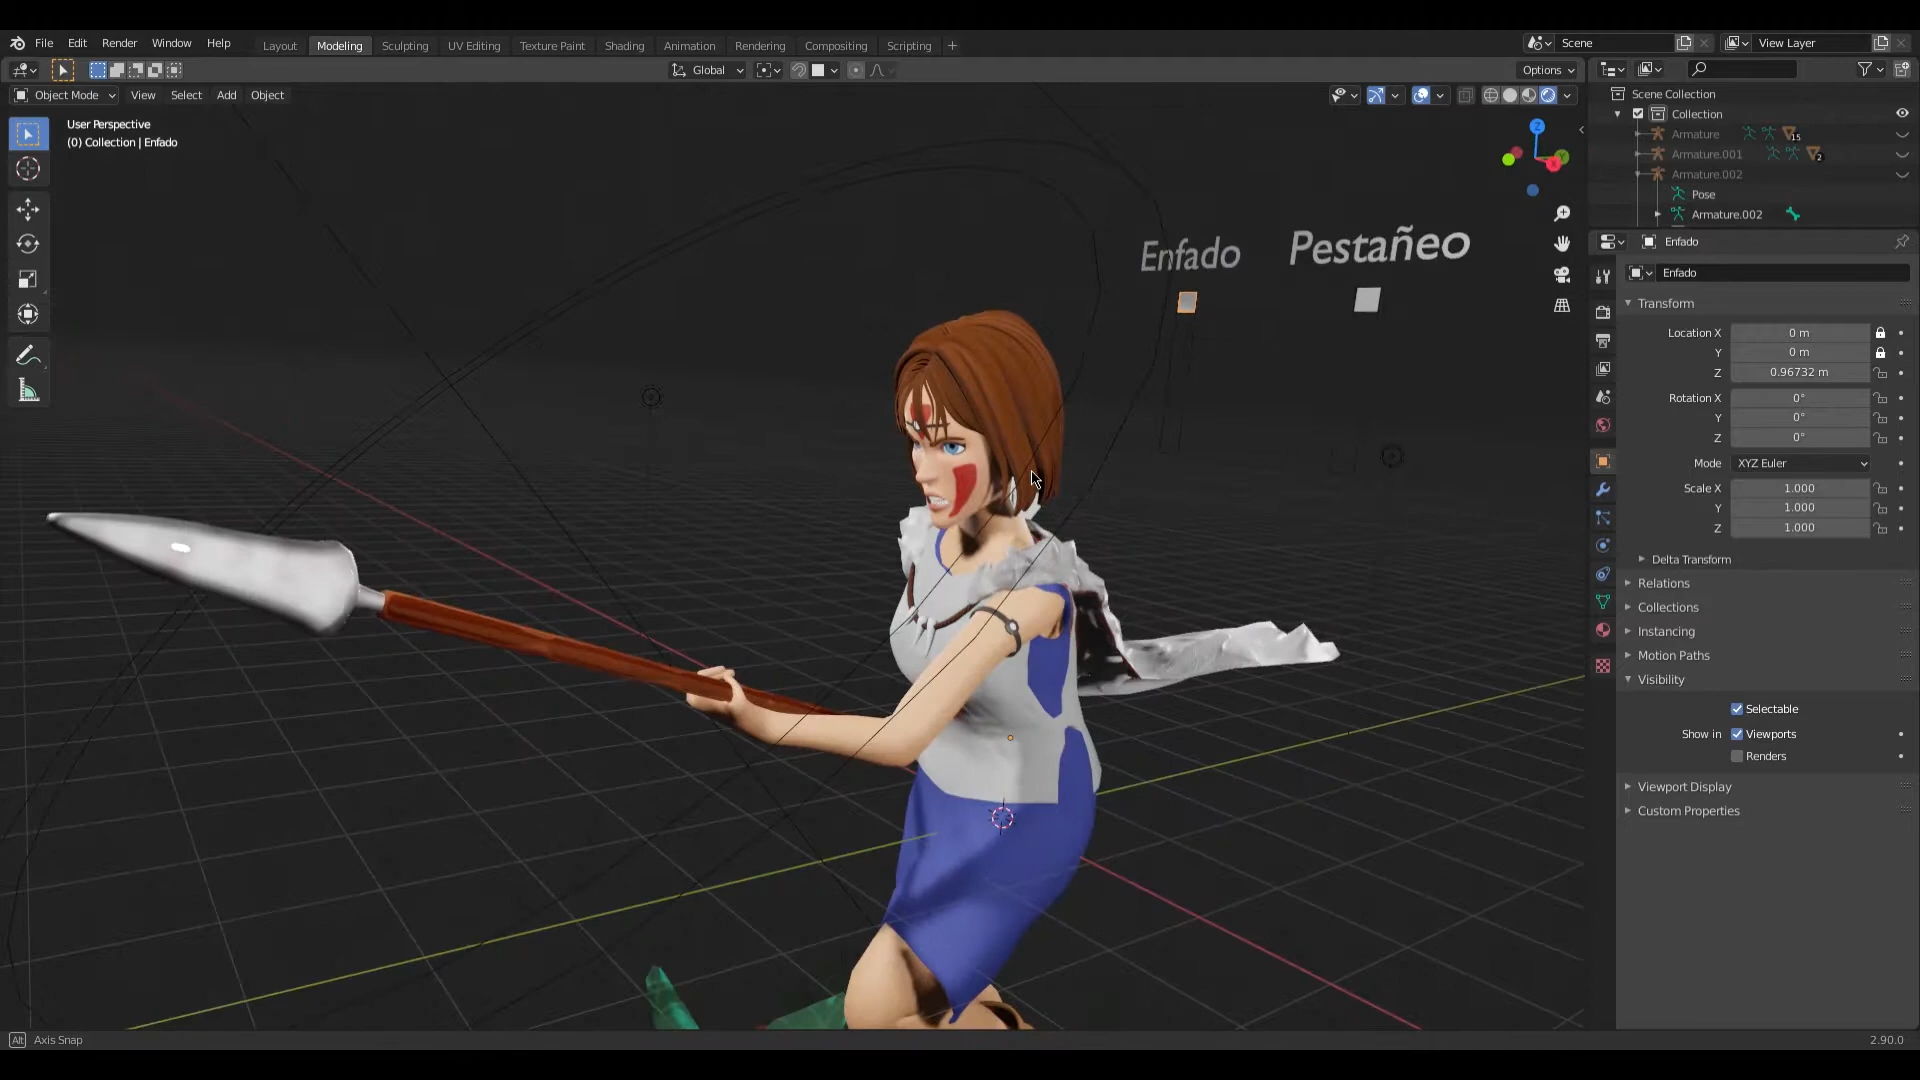 File Edit Render Window Help Layout Modeling Sculpting UV Editing Texture Paint Shading Animation Rendering Compositing Scripting + Scene View Layer
Global Options
Object Mode View Select Add Object
User Perspective
(0) Collection | Enfado
Z
Y
X
Enfado Pestañeo
Scene Collection
Collection
Armature 15
Armature.001 2
Armature.002
Pose
Armature.002
Enfado
Enfado
Transform
Location X 0 m
Y 0 m
Z 0.96732 m
Rotation X 0°
Y 0°
Z 0°
Mode XYZ Euler
Scale X 1.000
Y 1.000
Z 1.000
Delta Transform
Relations
Collections
Instancing
Motion Paths
Visibility
Selectable
Show in Viewports
Renders
Viewport Display
Custom Properties
Alt Axis Snap 2.90.0